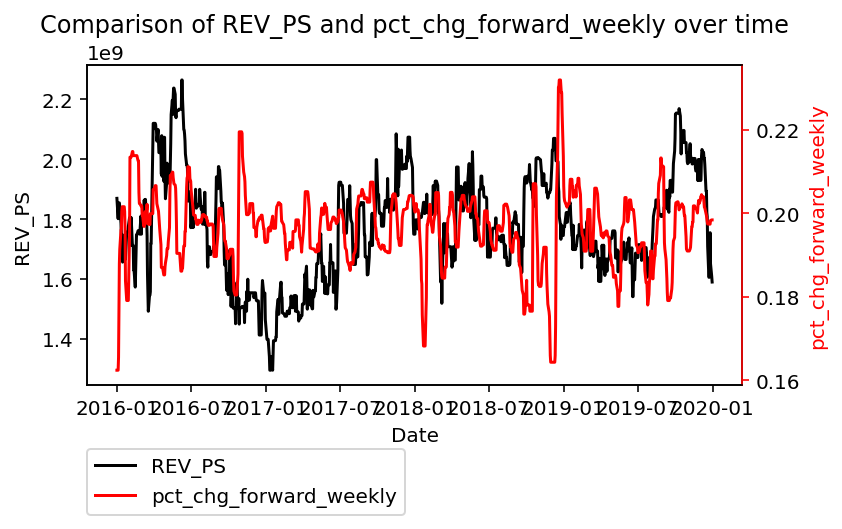 Comparison of REV_PS and pct_chg_forward_weekly over time
1e9
2.2
2.0
1.8
1.6
1.4
REV_PS
0.22
0.20
0.18
0.16
pct_chg_forward_weekly
2016-01 2016-07 2017-01 2017-07 2018-01 2018-07 2019-01 2019-07 2020-01
Date
REV_PS
pct_chg_forward_weekly